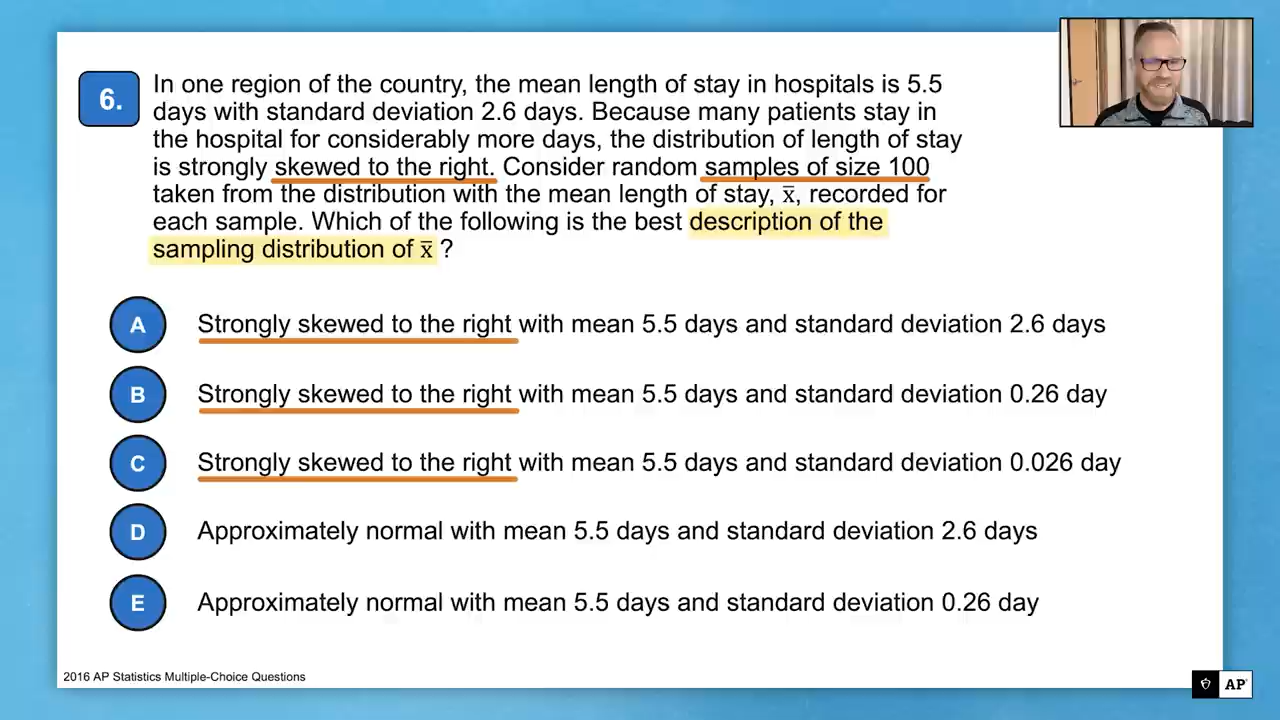 6.
In one region of the country, the mean length of stay in hospitals is 5.5
days with standard deviation 2.6 days. Because many patients stay in
the hospital for considerably more days, the distribution of length of stay
is strongly skewed to the right. Consider random samples of size 100
taken from the distribution with the mean length of stay, x̄, recorded for
each sample. Which of the following is the best description of the
sampling distribution of x̄ ?
A Strongly skewed to the right with mean 5.5 days and standard deviation 2.6 days
B Strongly skewed to the right with mean 5.5 days and standard deviation 0.26 day
C Strongly skewed to the right with mean 5.5 days and standard deviation 0.026 day
D Approximately normal with mean 5.5 days and standard deviation 2.6 days
E Approximately normal with mean 5.5 days and standard deviation 0.26 day
2016 AP Statistics Multiple-Choice Questions
AP